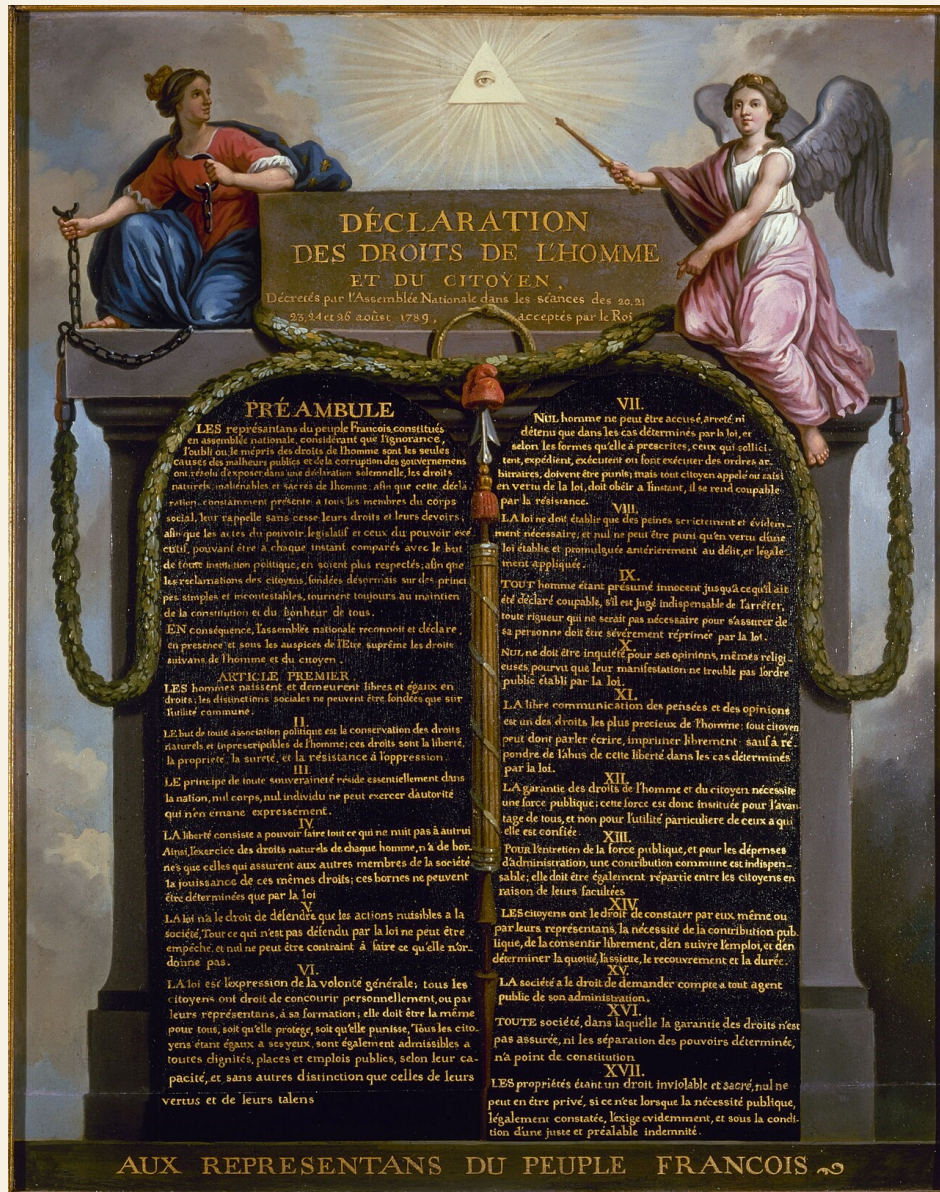 DÉCLARATION
DES DROITS DE L'HOMME
ET DU CITOYEN,
Décretés par l'Assemblée Nationale dans les séances des 20, 21
23, 24 et 26 août 1789, acceptés par le Roi
PRÉAMBULE
LES représantans du peuple François, constitués
en assemblée nationale, considérant que l'ignorance,
l'oubli ou le mépris des droits de l'homme sont les seules
causes des malheurs publics et de la corruption des gouvernemens
ont résolu d'exposer dans une déclaration solemnelle, les droits
naturels, inaliénables et sacrés de l'homme: afin que cette décla
ration, constamment présente a tous les membres du corps
social, leur rappelle sans cesse leurs droits et leurs devoirs,
afin que les actes du pouvoir législatif et ceux du pouvoir exé
cutif, pouvant être à chaque instant comparés avec le but
de toute institution politique, en soient plus respectés; afin que
les reclamations des citoyens, fondées désormais sur des princi
pes simples et incontestables, tournent toujours au maintien
de la constitution et du bonheur de tous.
EN conséquence, l'assemblée nationale reconnoit et déclare,
en presence et sous les auspices de l'Etre suprême les droits
suivans de l'homme et du citoyen.
ARTICLE PREMIER.
LES hommes naissent et demeurent libres et égaux en
droits; les distinctions sociales ne peuvent être fondées que sur
l'utilité commune.
II.
LE but de toute association politique est la conservation des droits
naturels et inprescriptibles de l'homme; ces droits sont la liberté,
la propriété, la sureté, et la résistance à l'oppression.
III.
LE principe de toute souveraineté réside essentiellement dans
la nation, nul corps, nul individu ne peut exercer d'autorité
qui n'en émane expressement.
IV.
LA liberté consiste a pouvoir faire tout ce qui ne nuit pas à autrui
Ainsi, l'exercice des droits naturels de chaque homme, n'a de bor-
nes que celles qui assurent aux autres membres de la société
la jouissance de ces mêmes droits; ces bornes ne peuvent
être déterminées que par la loi
V.
LA loi n'a le droit de défendre que les actions nuisibles a la
société, Tout ce qui n'est pas défendu par la loi ne peut être
empêché, et nul ne peut être contraint à faire ce qu'elle n'or-
donne pas.
VI.
LA loi est l'expression de la volonté générale; tous les
citoyens ont droit de concourir personnellement, ou par
leurs représentans, à sa formation; elle doit être la même
pour tous, soit qu'elle protege, soit qu'elle punisse, Tous les cito-
yens étant égaux a ses yeux, sont également admissibles a
toutes dignités, places et emplois publics, selon leur ca-
pacité, et sans autres distinction que celles de leurs
vertus et de leurs talens
VII.
NUL homme ne peut être accusé, arreté ni
détenu que dans les cas déterminés par la loi, et
selon les formes qu'elle à prescrites, ceux qui sollici-
tent, expédient, exécutent ou font exécuter des ordres ar-
bitraires, doivent être punis; mais tout citoyen appelé ou saisi
en vertu de la loi, doit obéir a l'instant, il se rend coupable
par la résistance.
VIII.
LA loi ne doit établir que des peines strictement et évidem-
ment nécessaire, et nul ne peut être puni qu'en vertu d'une
loi établie et promulguée antérierement au délit, et légale
ment appliquée.
IX.
TOUT homme étant présumé innocent jusqu'a ce qu'il ait
été déclaré coupable, s'il est jugé indispensable de l'arrêter,
toute rigueur qui ne serait pas nécessaire pour s'assurer de
sa personne doit être sévèrement réprimée par la loi.
X.
NUL ne doit être inquiété pour ses opinions, mêmes religi-
euses, pourvu que leur manifestation ne trouble pas l'ordre
public établi par la loi.
XI.
LA libre communication des pensées et des opinions
est un des droits les plus precieux de l'homme; tout citoyen
peut dont parler écrire, imprimer librement: sauf à ré-
pondre de l'abus de cette liberté dans les cas déterminés
par la loi.
XII.
LA garantie des droits de l'homme et du citoyen nécessite
une force publique; cette force est donc instituée pour l'avan-
tage de tous, et non pour l'utilité particuliere de ceux a qui
elle est confiée.
XIII.
POUR l'entretien de la force publique, et pour les dépenses
d'administration, une contribution commune est indispen-
sable; elle doit être également répartie entre les citoyens en
raison de leurs facultées
XIV.
LES citoyens ont le droit de constater par eux même ou
par leurs représentans, la nécessité de la contribution pub-
lique, de la consentir librement, d'en suivre l'emploi, et d'en
déterminer la quotité, l'assiette, le recouvrement et la durée.
XV.
LA société a le droit de demander compte a tout agent
public de son administration.
XVI.
TOUTE société, dans laquelle la garantie des droits n'est
pas assurée, ni les séparation des pouvoirs déterminée,
n'a point de constitution
XVII.
LES propriétés étant un droit inviolable et sacré, nul ne
peut en être privé, si ce n'est lorsque la nécessité publique,
légalement constatée, l'exige evidemment, et sous la condi-
tion d'une juste et préalable indemnité.
AUX REPRESENTANS DU PEUPLE FRANCOIS